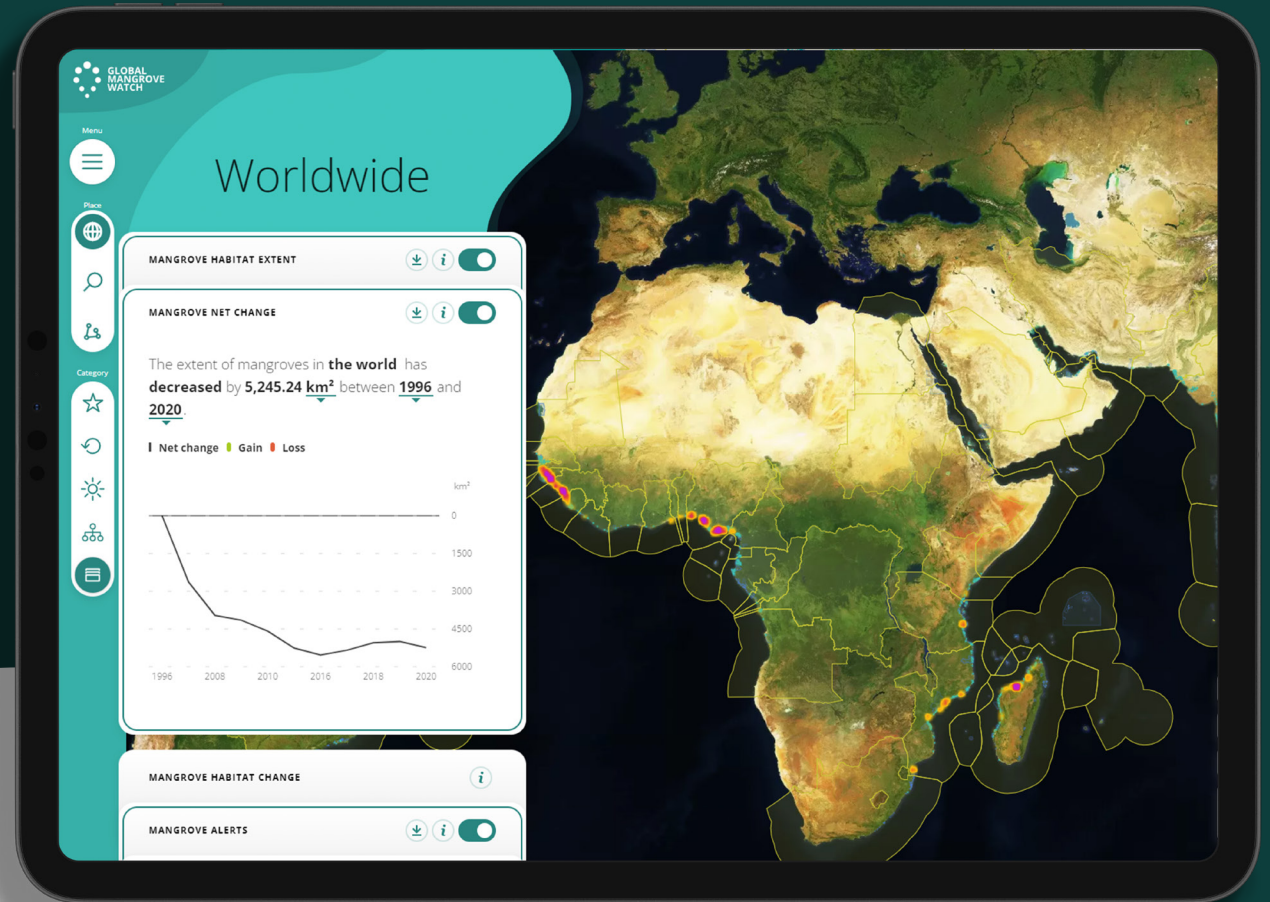 GLOBAL
MANGROVE
WATCH
Menu
Worldwide
Place
MANGROVE HABITAT EXTENT
MANGROVE NET CHANGE
The extent of mangroves in the world has
decreased by 5,245.24 km² between 1996 and
2020.
Category
Net change Gain Loss
km²
0
1500
3000
4500
6000
1996 2008 2010 2016 2018 2020
MANGROVE HABITAT CHANGE
MANGROVE ALERTS